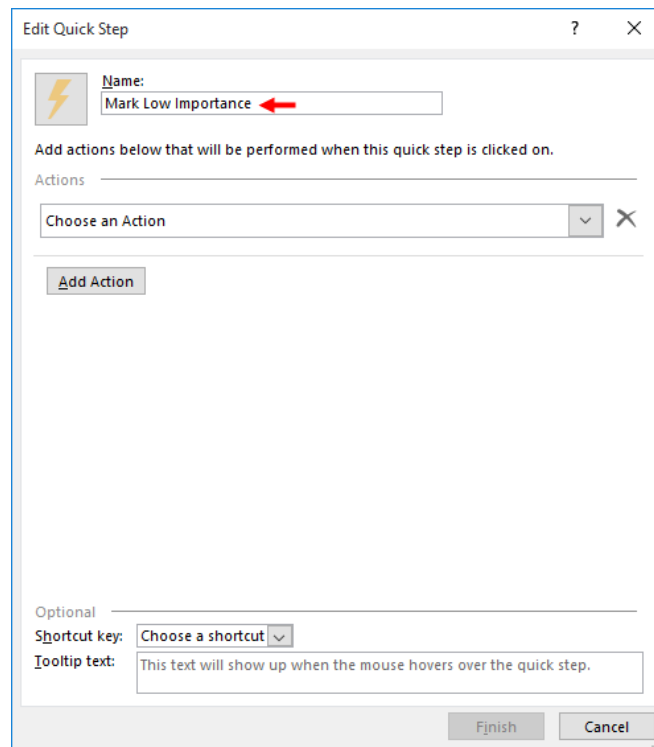 Edit Quick Step
?
Name:
Mark Low Importance
Add actions below that will be performed when this quick step is clicked on.
Actions
Choose an Action
Add Action
Optional
Shortcut key: Choose a shortcut
Tooltip text: This text will show up when the mouse hovers over the quick step.
Finish Cancel